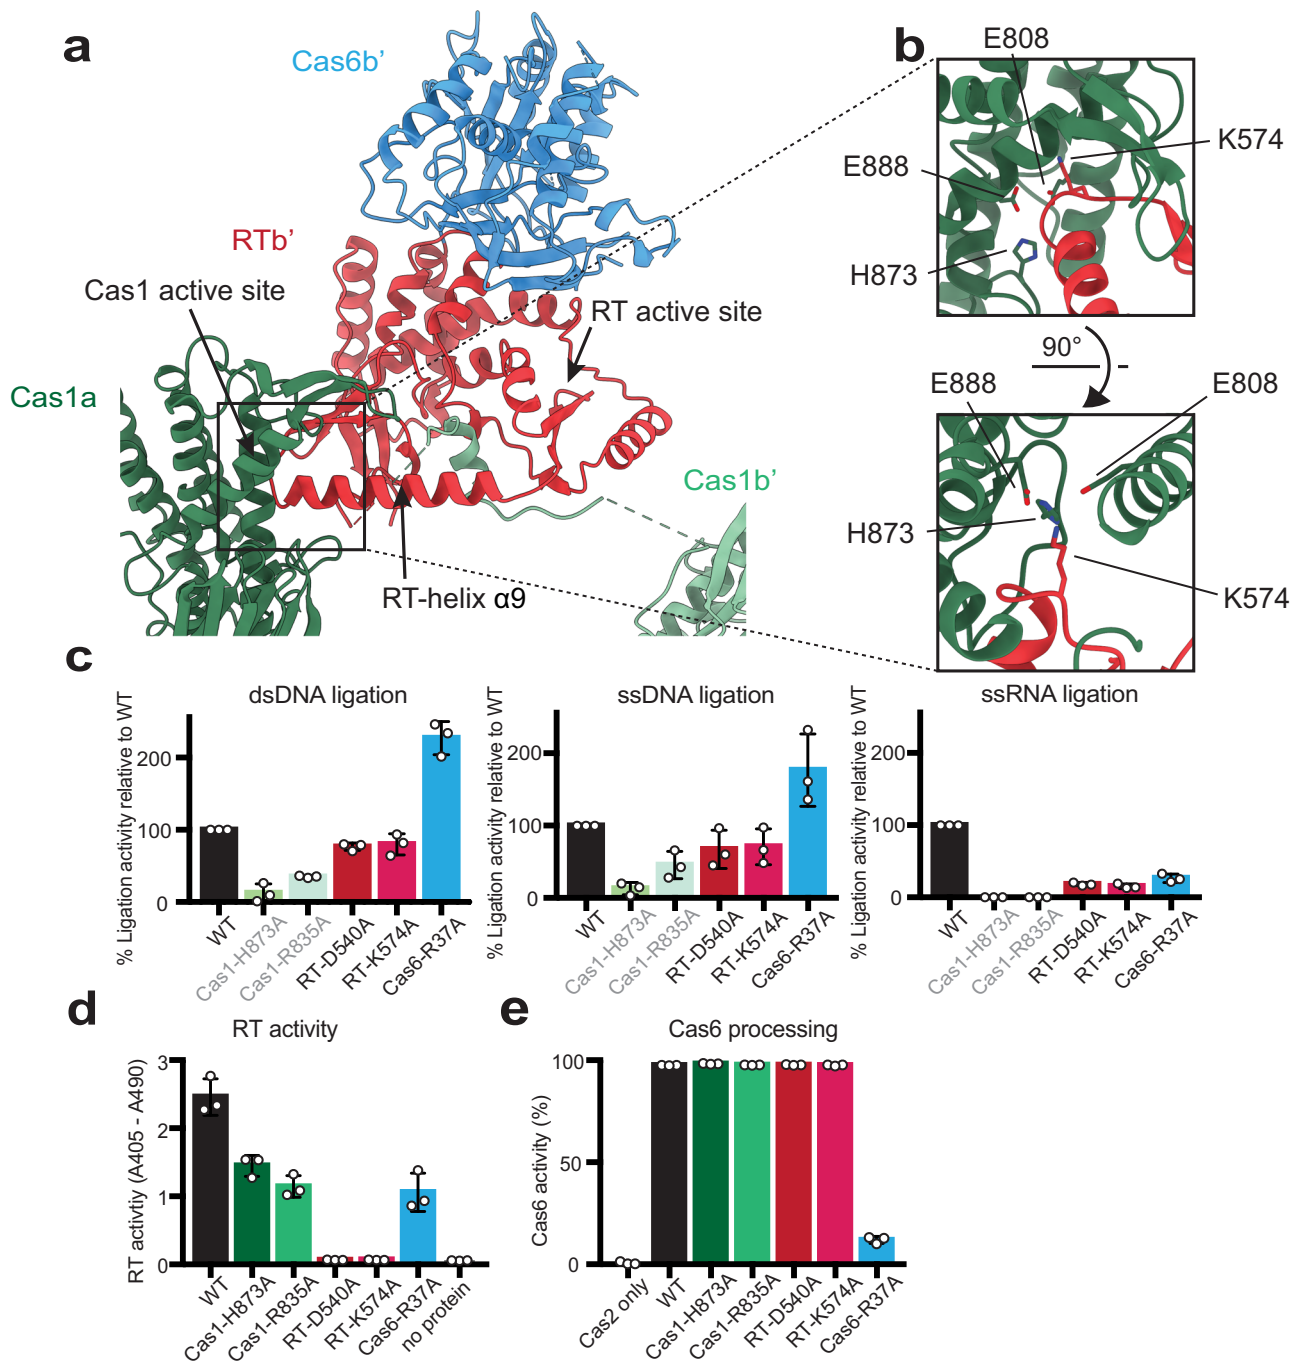 a
Cas6b'
RTb'
Cas1 active site
RT active site
Cas1a
Cas1b'
RT-helix α9
b
E808
K574
E888
H873
90°
E888
E808
H873
K574
c
dsDNA ligation
% Ligation activity relative to WT
200
100
0
WT
Cas1-H873A
Cas1-R835A
RT-D540A
RT-K574A
Cas6-R37A
ssDNA ligation
% Ligation activity relative to WT
200
100
0
WT
Cas1-H873A
Cas1-R835A
RT-D540A
RT-K574A
Cas6-R37A
ssRNA ligation
% Ligation activity relative to WT
200
100
0
WT
Cas1-H873A
Cas1-R835A
RT-D540A
RT-K574A
Cas6-R37A
d
RT activity
RT activtiy (A405 - A490)
3
2
1
0
WT
Cas1-H873A
Cas1-R835A
RT-D540A
RT-K574A
Cas6-R37A
no protein
e
Cas6 processing
Cas6 activity (%)
100
50
0
Cas2 only
WT
Cas1-H873A
Cas1-R835A
RT-D540A
RT-K574A
Cas6-R37A